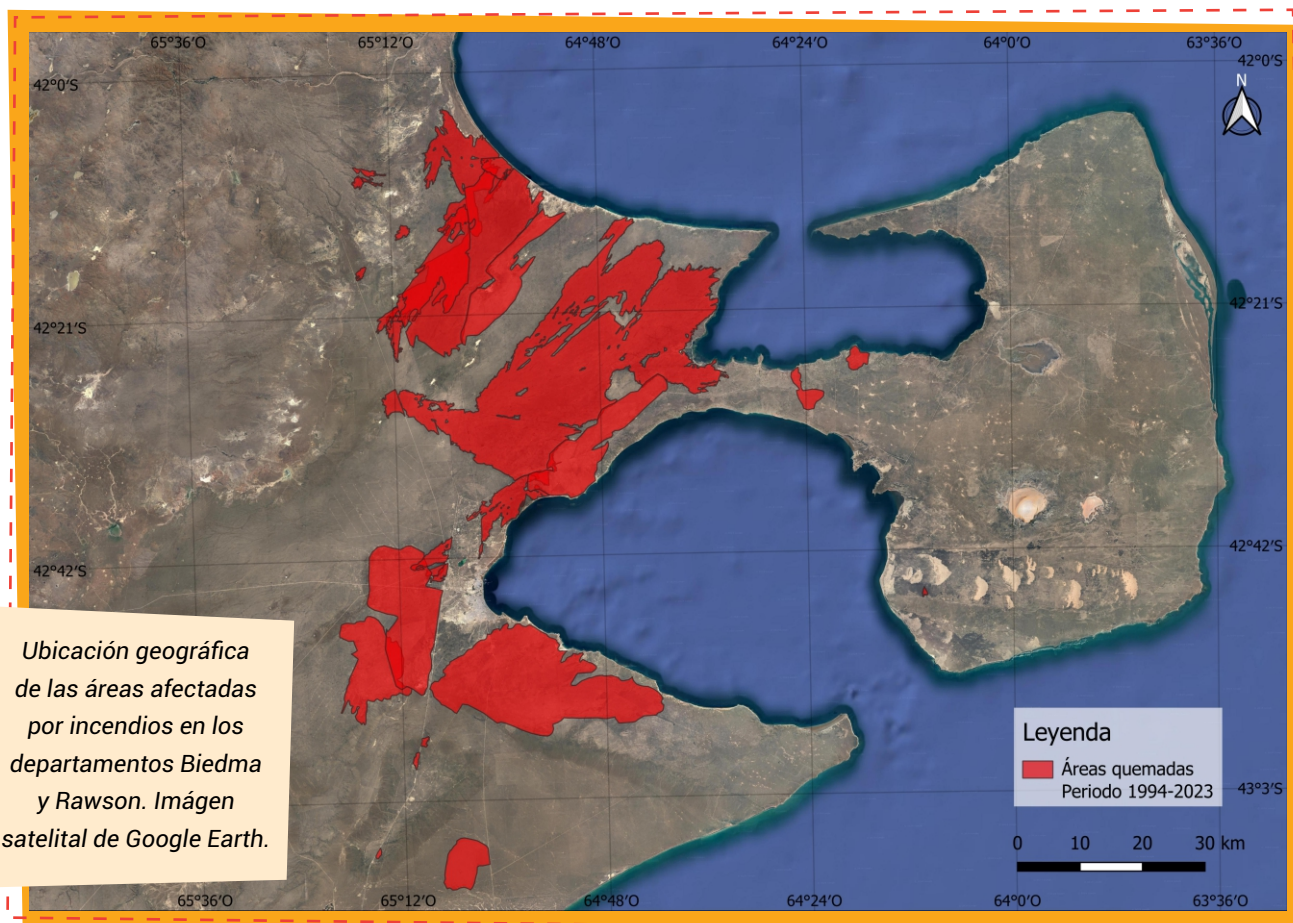 65°36'O 65°12'O 64°48'O 64°24'O 64°0'O 63°36'O
42°0'S 42°0'S
N
42°21'S 42°21'S
42°42'S 42°42'S
Ubicación geográfica
de las áreas afectadas
por incendios en los
departamentos Biedma
y Rawson. Imágen
satelital de Google Earth.
Leyenda
Áreas quemadas
Periodo 1994-2023
43°3'S
0 10 20 30 km
65°36'O 65°12'O 64°48'O 64°24'O 64°0'O 63°36'O